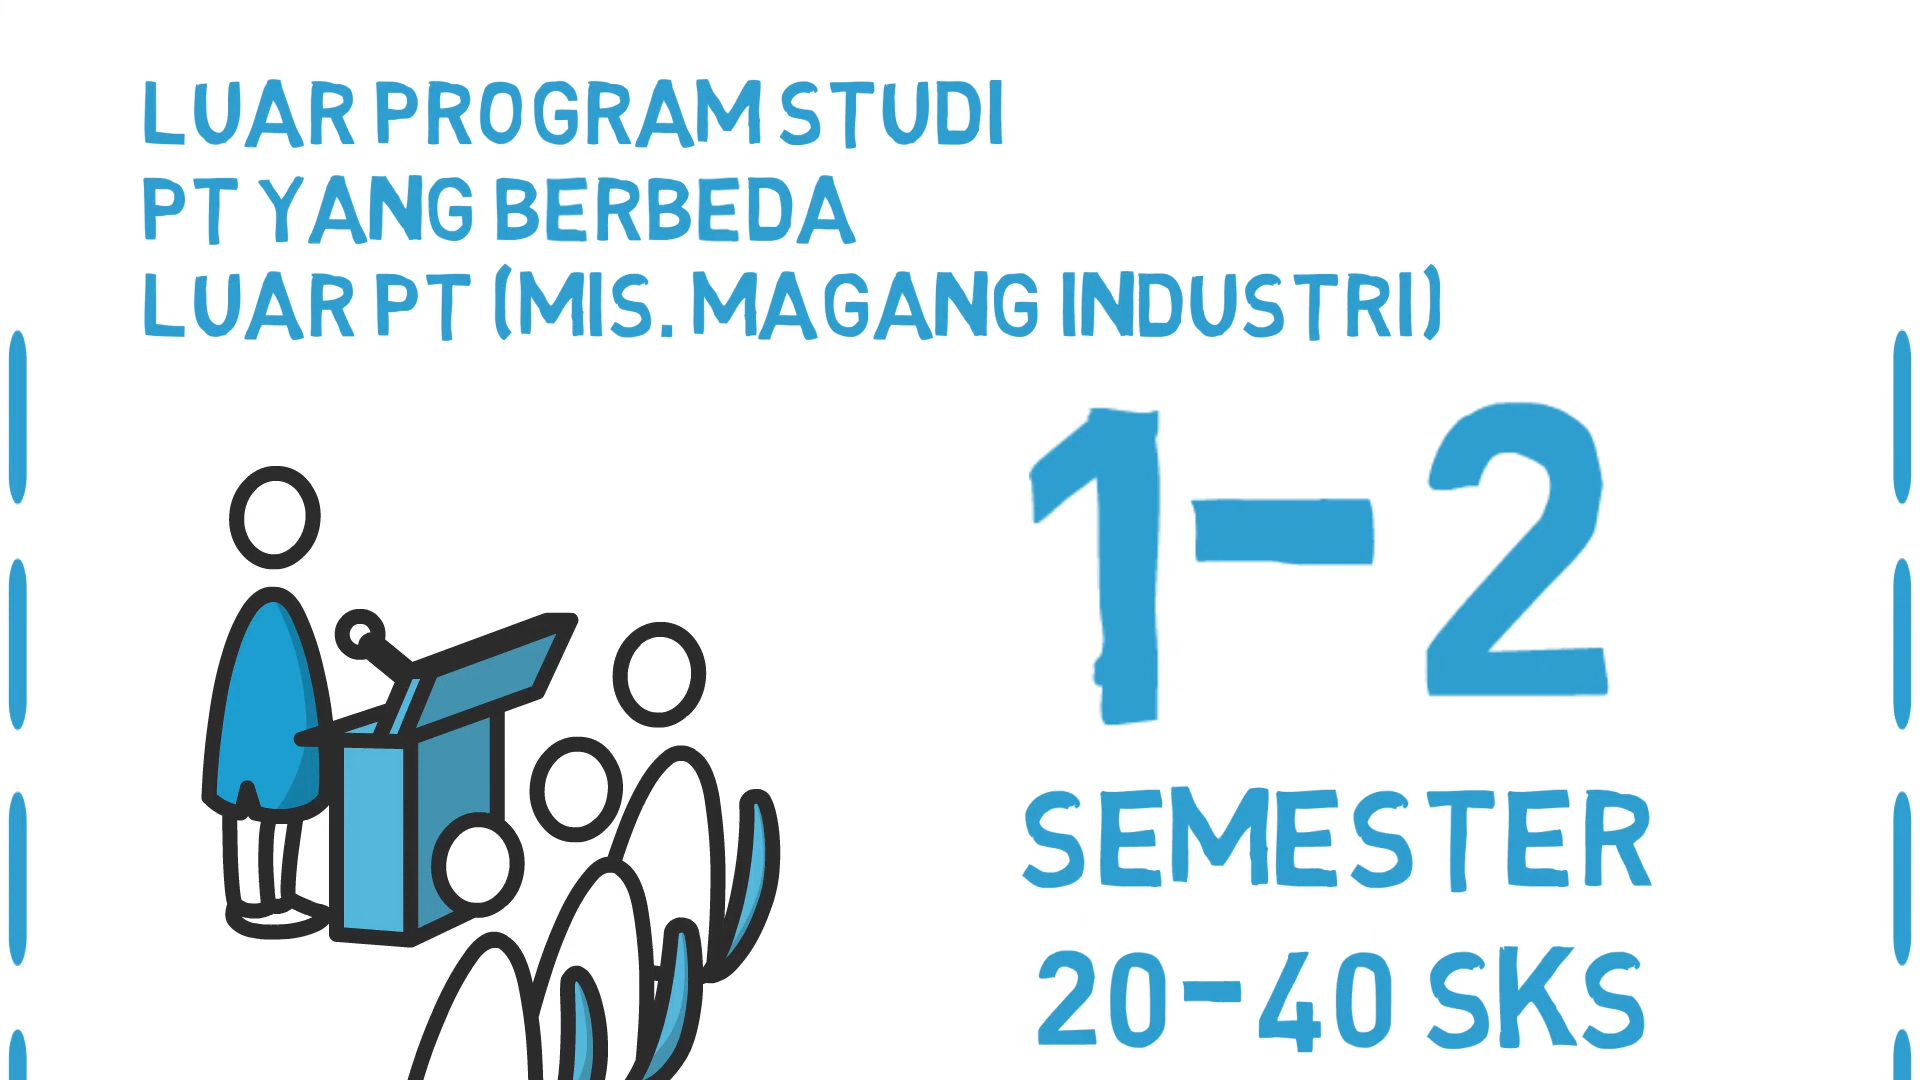 LUAR PROGRAM STUDI
PT YANG BERBEDA
LUAR PT (MIS. MAGANG INDUSTRI)
1-2
SEMESTER
20-40 SKS